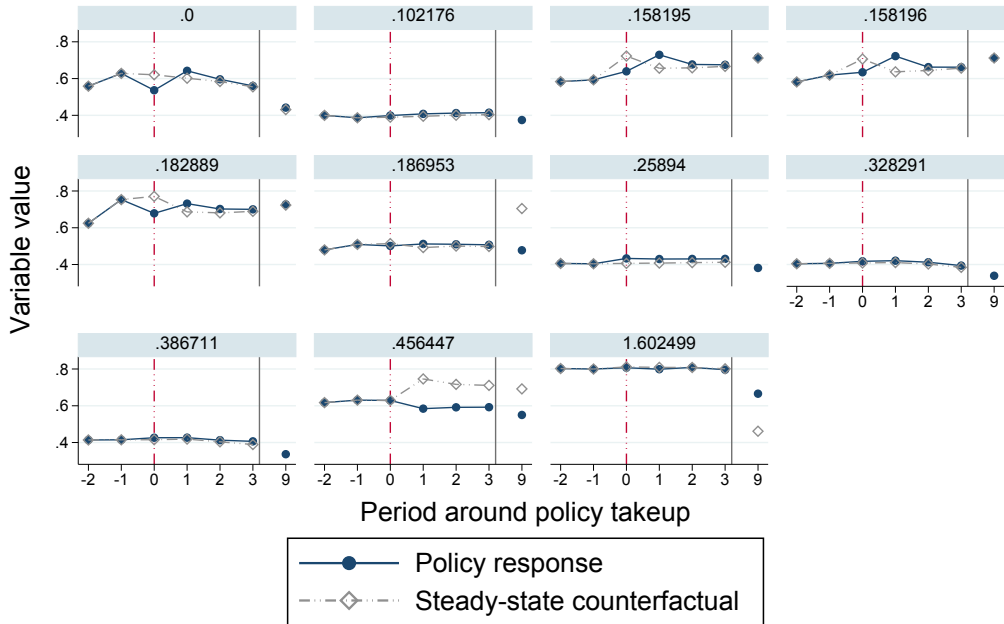 .0 .102176 .158195 .158196
.8
.6
.4
.182889 .186953 .25894 .328291
.8
.6
.4
-2 -1 0 1 2 3 9
.386711 .456447 1.602499
.8
.6
.4
-2 -1 0 1 2 3 9 -2 -1 0 1 2 3 9 -2 -1 0 1 2 3 9
Variable value
Period around policy takeup
Policy response
Steady-state counterfactual